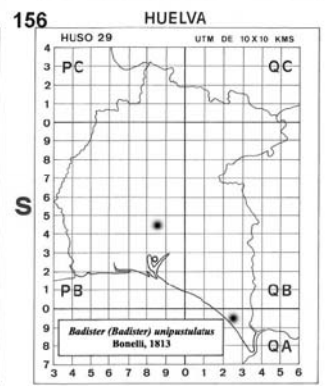 156 HUELVA
HUSO 29 UTM DE 10 X 10 KMS
4
PC QC
3
2
1
0
9
8
7
6
S
5
4
3
2
PB QB
1
0
9
Badister (Badister) unipustulatus
Bonelli, 1813
QA
8
7
3 4 5 6 7 8 9 0 1 2 3 4 5 6